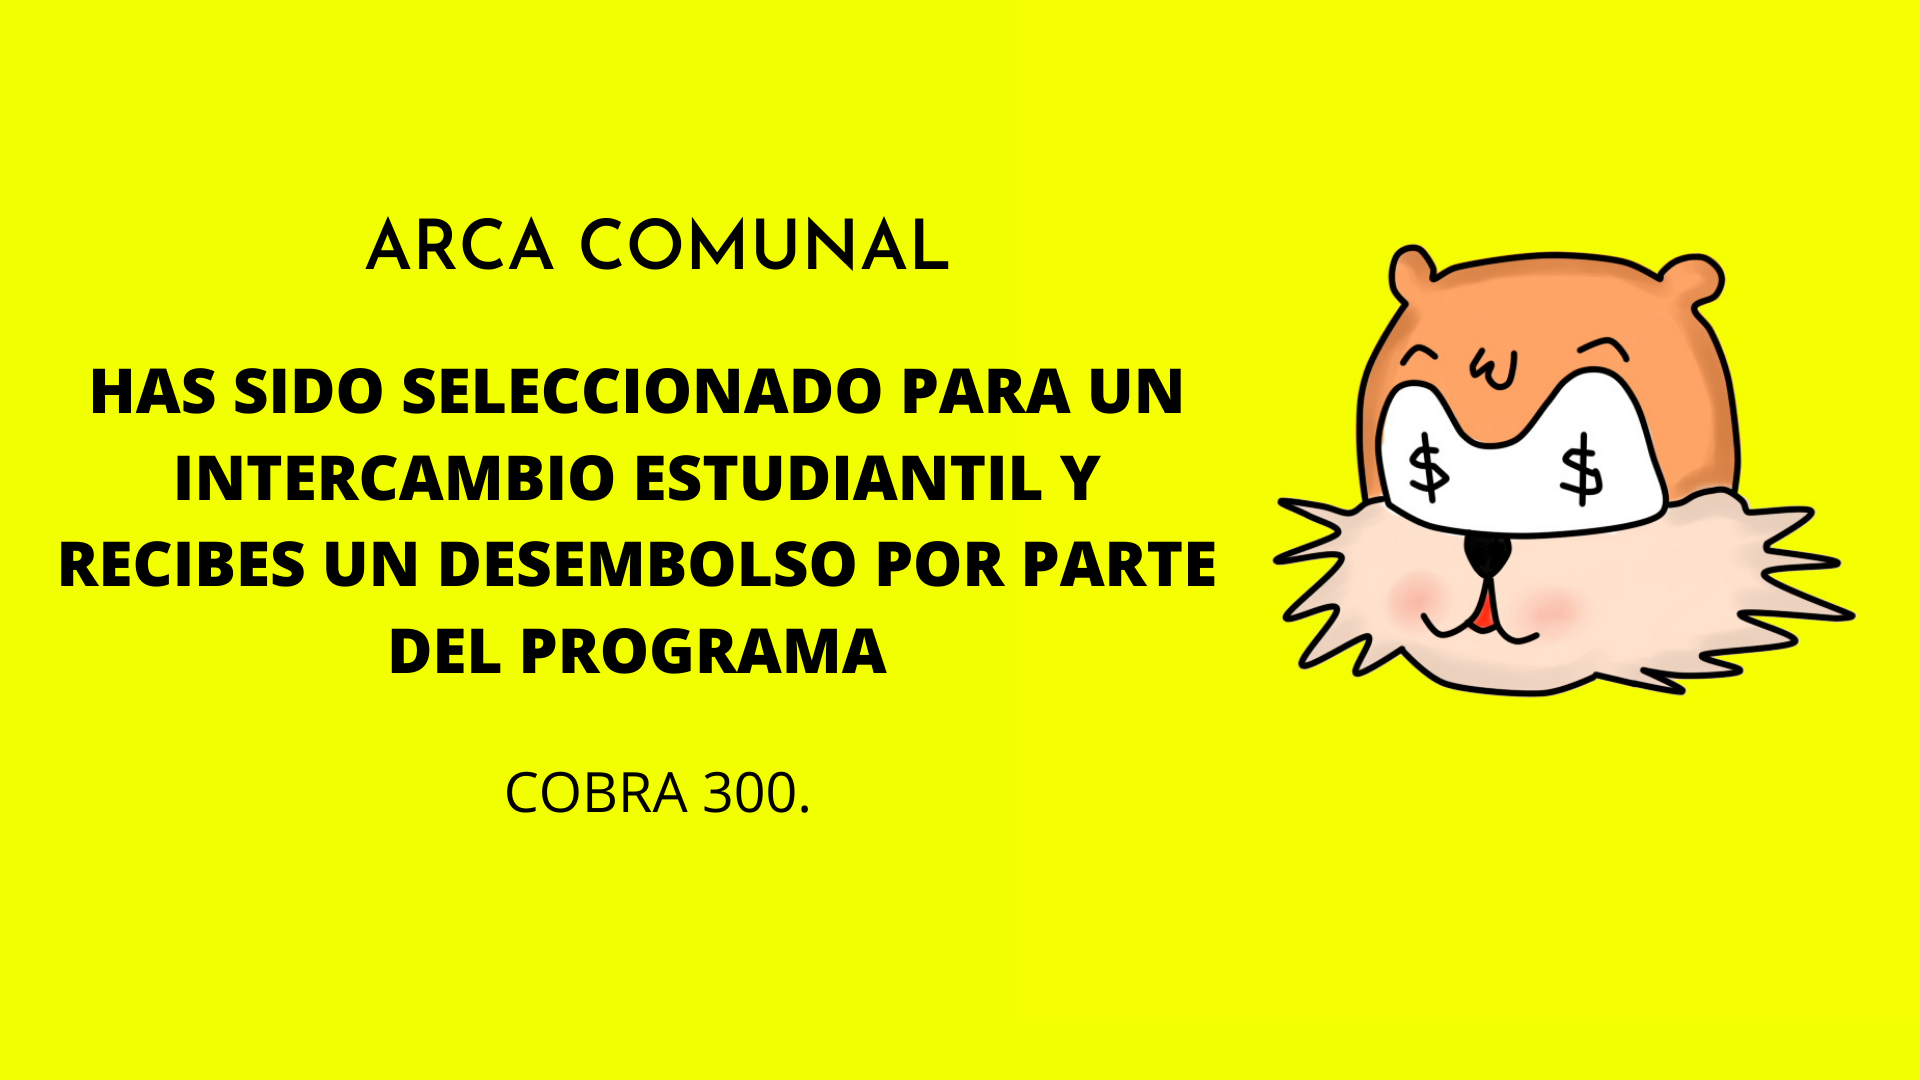 ARCA COMUNAL
HAS SIDO SELECCIONADO PARA UN
INTERCAMBIO ESTUDIANTIL Y
RECIBES UN DESEMBOLSO POR PARTE
DEL PROGRAMA
COBRA 300.
$ $